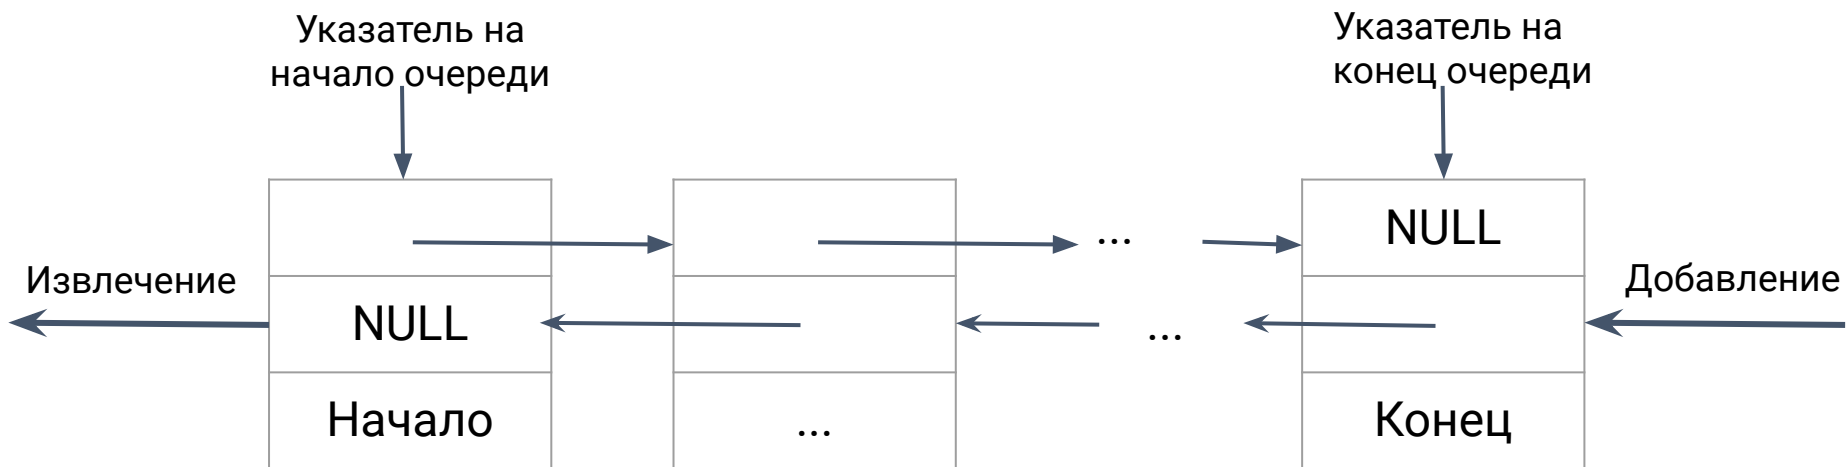 Указатель на
начало очереди
Указатель на
конец очереди
...
NULL
Извлечение
Добавление
NULL
...
Начало
...
Конец